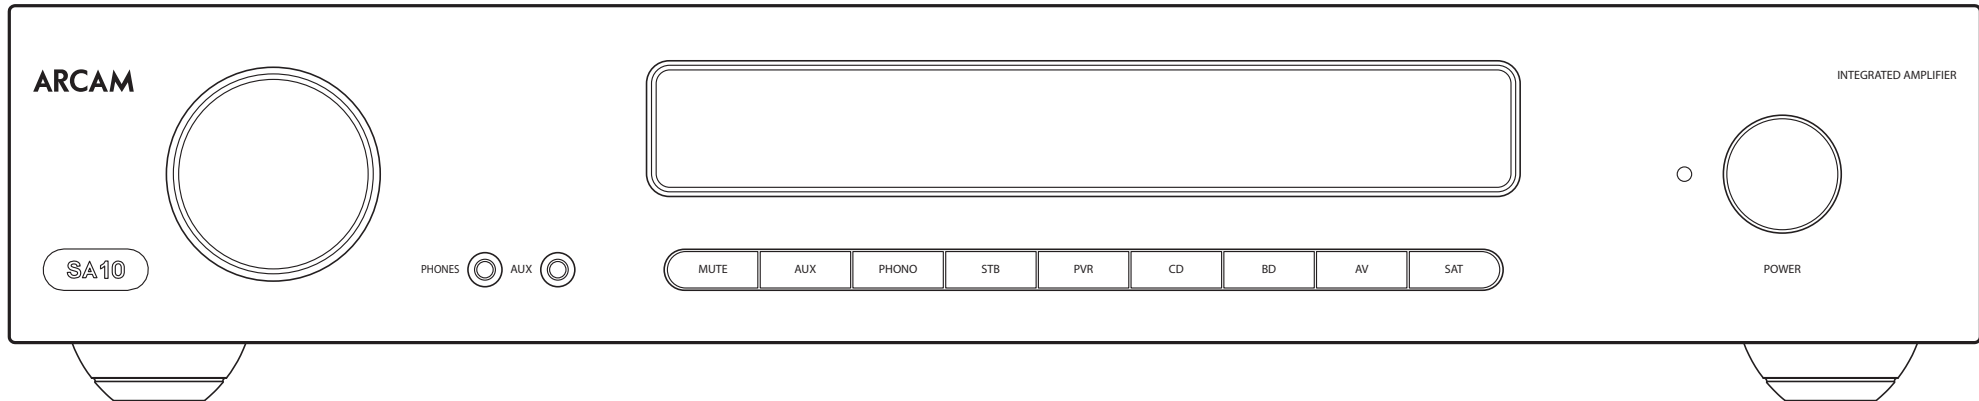 ARCAM
INTEGRATED AMPLIFIER
SA10
PHONES
AUX
MUTE
AUX
PHONO
STB
PVR
CD
BD
AV
SAT
POWER